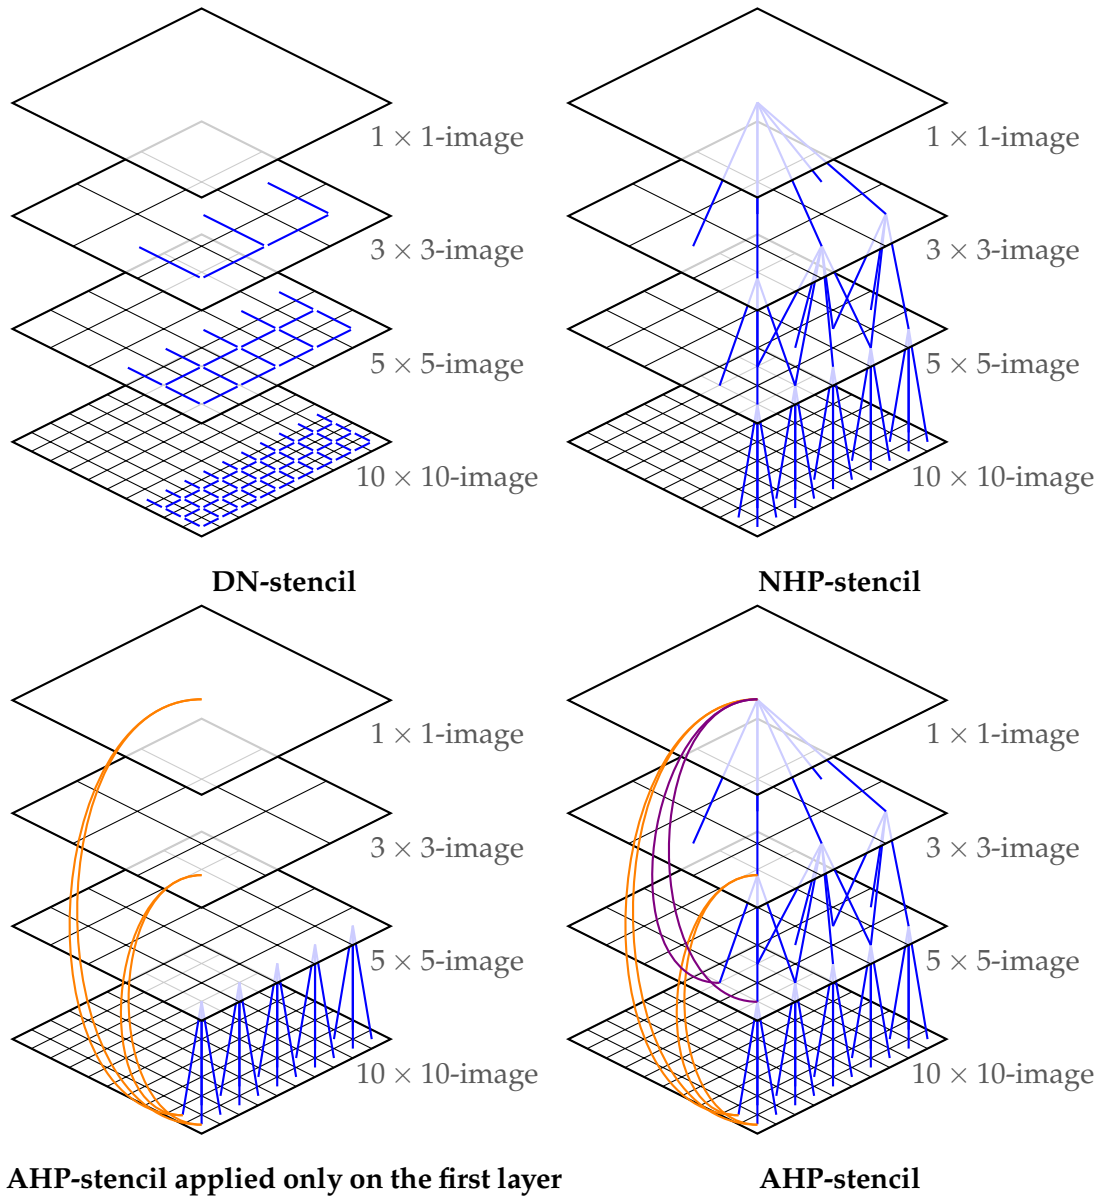 1 × 1-image
1 × 1-image
3 × 3-image
3 × 3-image
5 × 5-image
5 × 5-image
10 × 10-image
10 × 10-image
DN-stencil
NHP-stencil
1 × 1-image
1 × 1-image
3 × 3-image
3 × 3-image
5 × 5-image
5 × 5-image
10 × 10-image
10 × 10-image
AHP-stencil applied only on the first layer
AHP-stencil